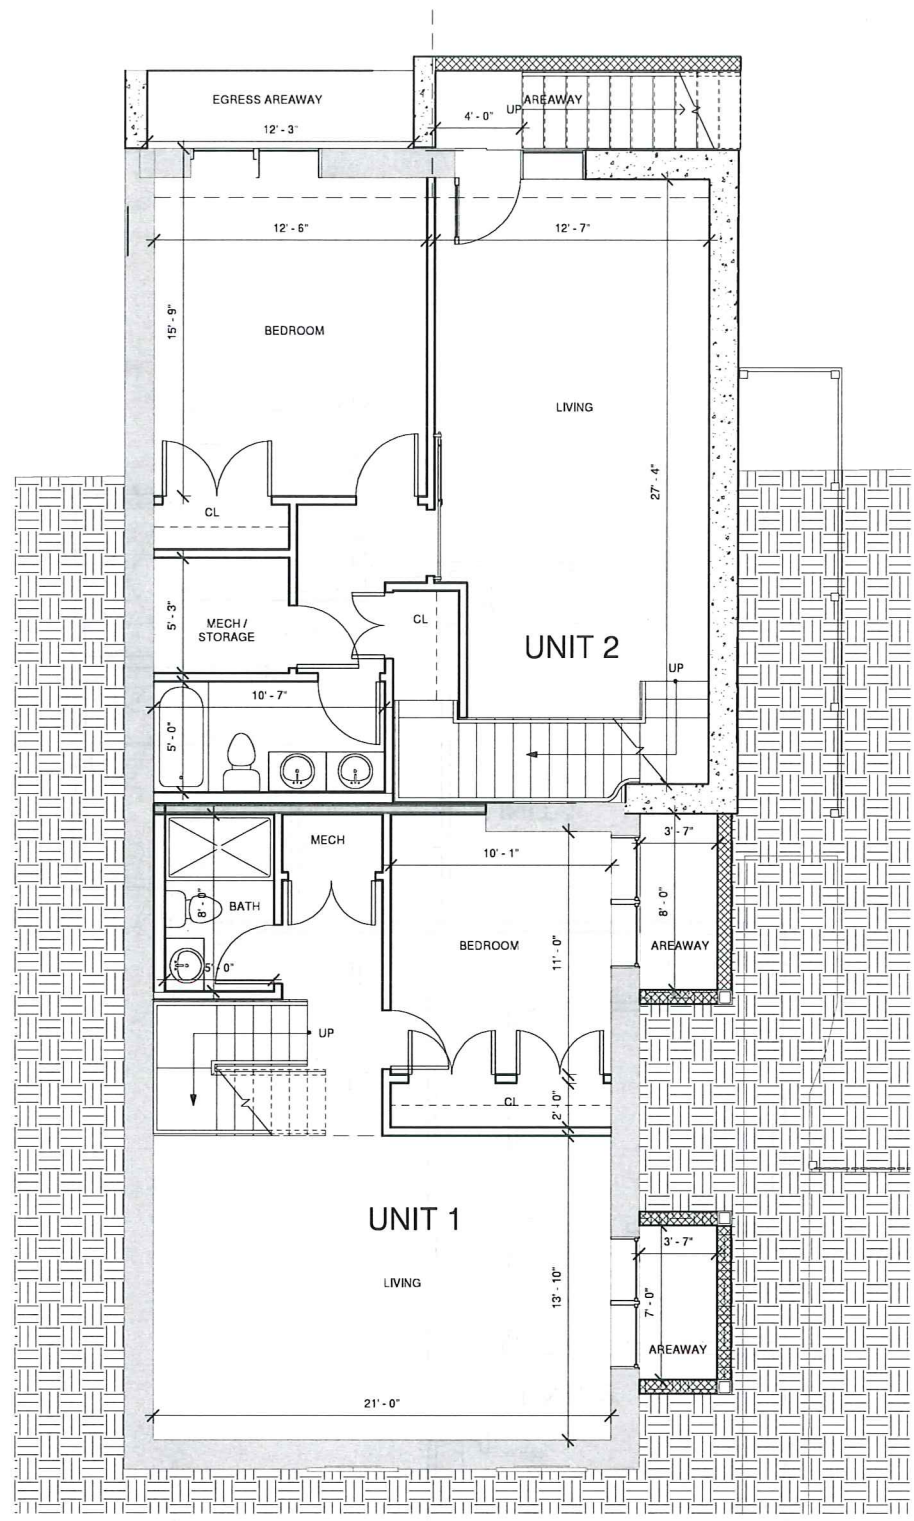 EGRESS AREAWAY
12' - 3"
AREAWAY
UP
4' - 0"
12' - 6"
12' - 7"
15' - 9"
BEDROOM
LIVING
27' - 4"
CL
5' - 3"
MECH /
STORAGE
CL
UNIT 2
UP
10' - 7"
5' - 0"
MECH
3' - 7"
10' - 1"
8' - 0"
BATH
8' - 0"
BEDROOM
11' - 0"
AREAWAY
5' - 0"
UP
CL
2' - 0"
UNIT 1
3' - 7"
LIVING
13' - 10"
7' - 0"
AREAWAY
21' - 0"